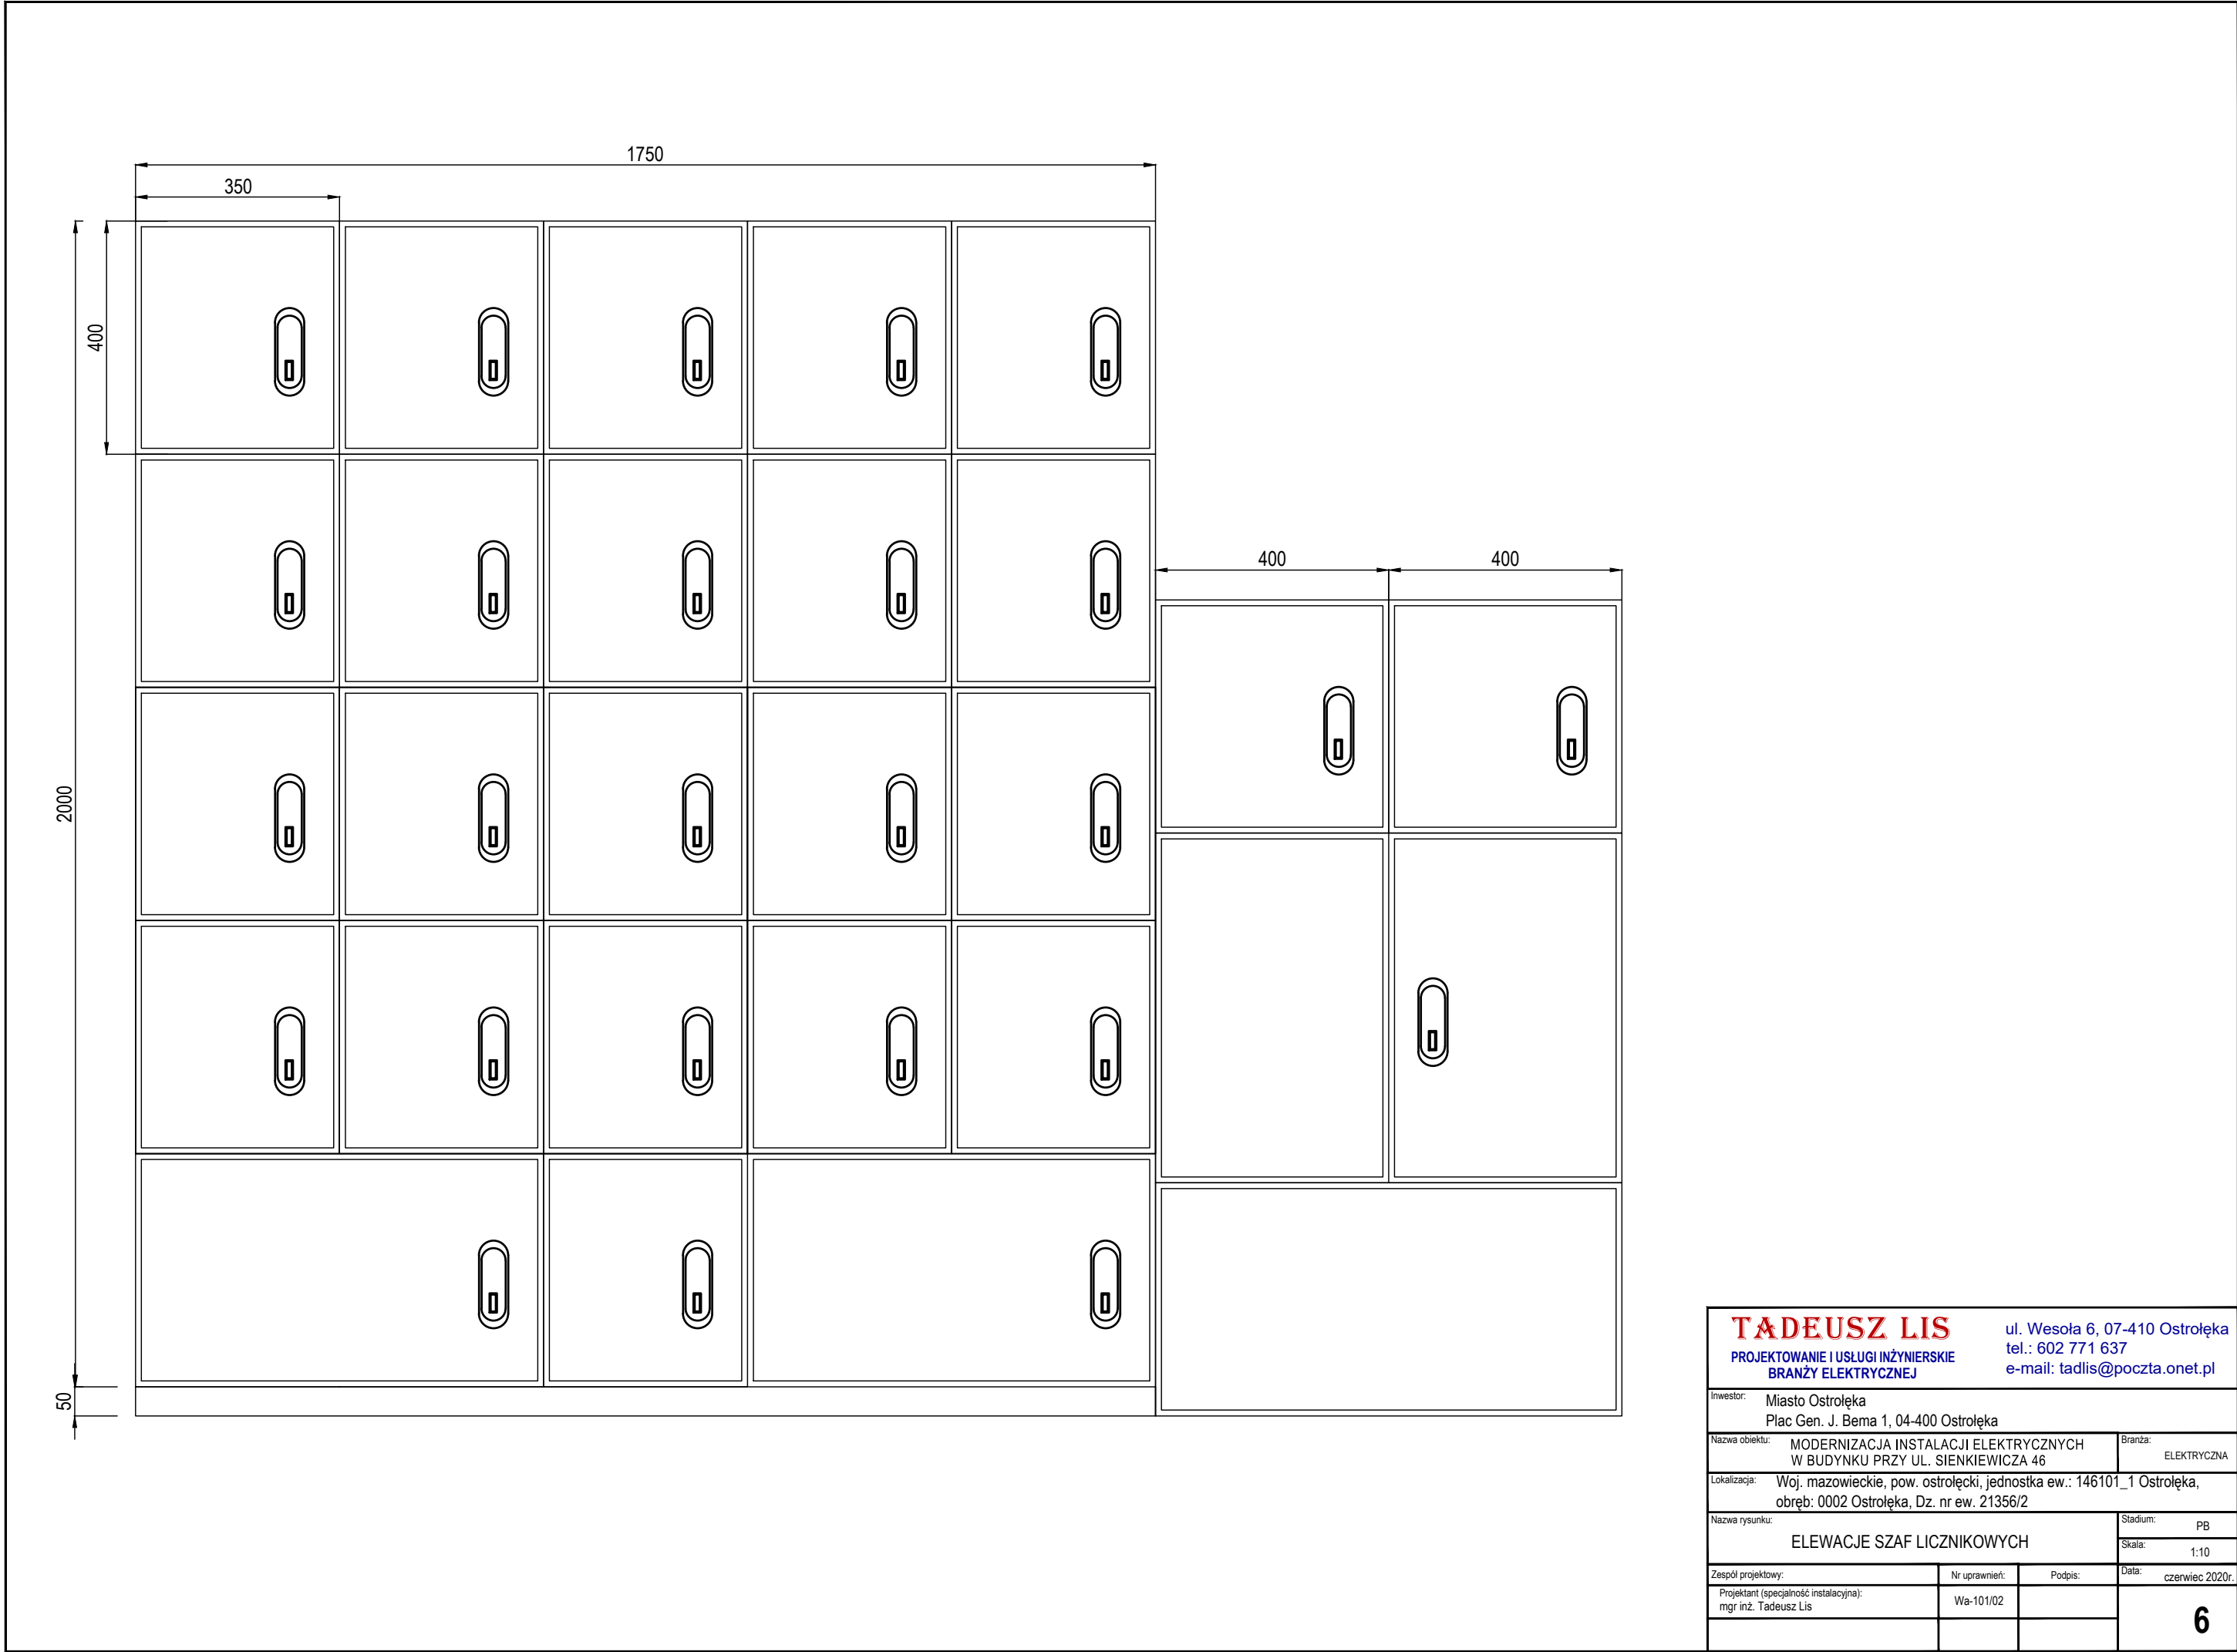 1750
350
400
2000
50
400
400
TADEUSZ LIS
PROJEKTOWANIE I USŁUGI INŻYNIERSKIE
BRANŻY ELEKTRYCZNEJ
ul. Wesoła 6, 07-410 Ostrołęka
tel.: 602 771 637
e-mail: tadlis@poczta.onet.pl
Inwestor:
Miasto Ostrołęka
Plac Gen. J. Bema 1, 04-400 Ostrołęka
Nazwa obiektu:
MODERNIZACJA INSTALACJI ELEKTRYCZNYCH
W BUDYNKU PRZY UL. SIENKIEWICZA 46
Branża:
ELEKTRYCZNA
Lokalizacja:
Woj. mazowieckie, pow. ostrołęcki, jednostka ew.: 146101_1 Ostrołęka,
obręb: 0002 Ostrołęka, Dz. nr ew. 21356/2
Nazwa rysunku:
ELEWACJE SZAF LICZNIKOWYCH
Stadium:
PB
Skala:
1:10
Zespół projektowy:
Nr uprawnień:
Podpis:
Data:
czerwiec 2020r.
Projektant (specjalność instalacyjna):
mgr inż. Tadeusz Lis
Wa-101/02
6